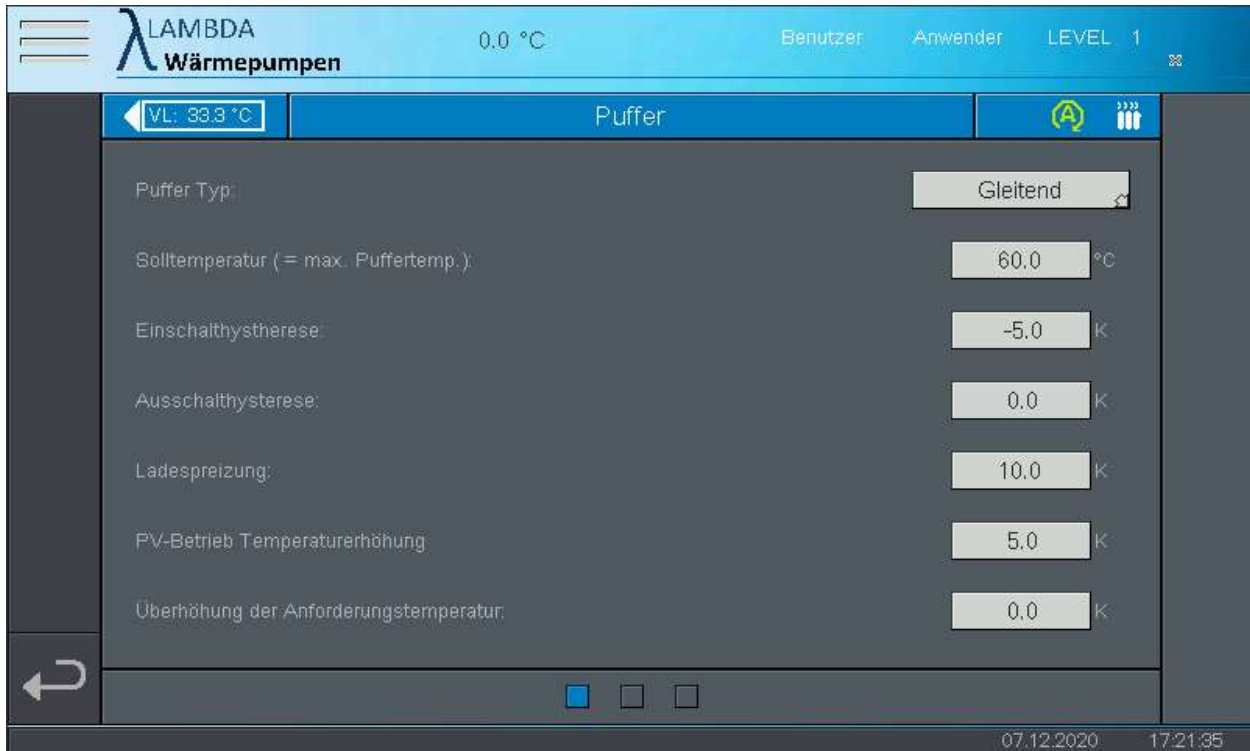 λ LAMBDA
Wärmepumpen
0.0 °C
Benutzer Anwender LEVEL 1
VL: 33.3 °C
Puffer
A
Puffer Typ: Gleitend
Solltemperatur ( = max. Puffertemp.): 60.0 °C
Einschalthystherese: -5.0 K
Ausschalthysterese: 0.0 K
Ladespreizung: 10.0 K
PV-Betrieb Temperaturerhöhung 5.0 K
Überhöhung der Anforderungstemperatur: 0.0 K
07.12.2020 17:21:35